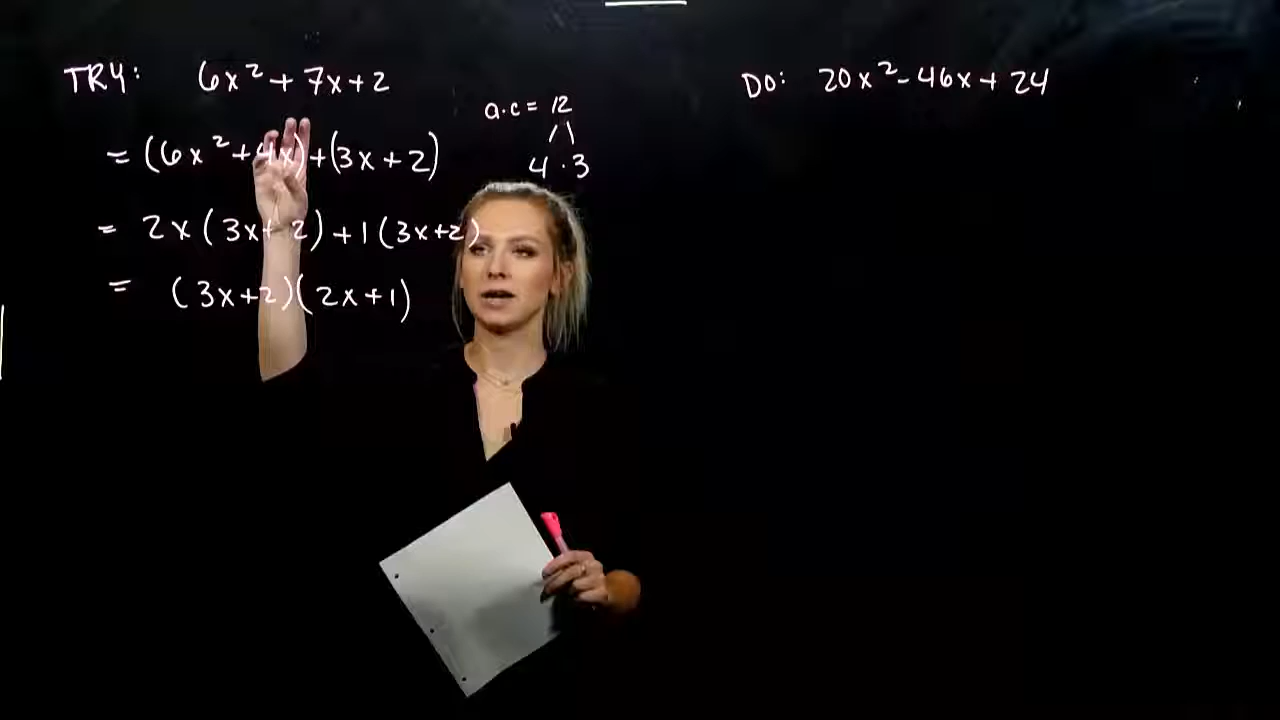 TRY: 6x² + 7x + 2
a·c = 12
4 · 3
= (6x² + 4x) + (3x + 2)
= 2x (3x + 2) + 1 (3x+2)
= (3x+2)(2x+1)
DO: 20x² - 46x + 24